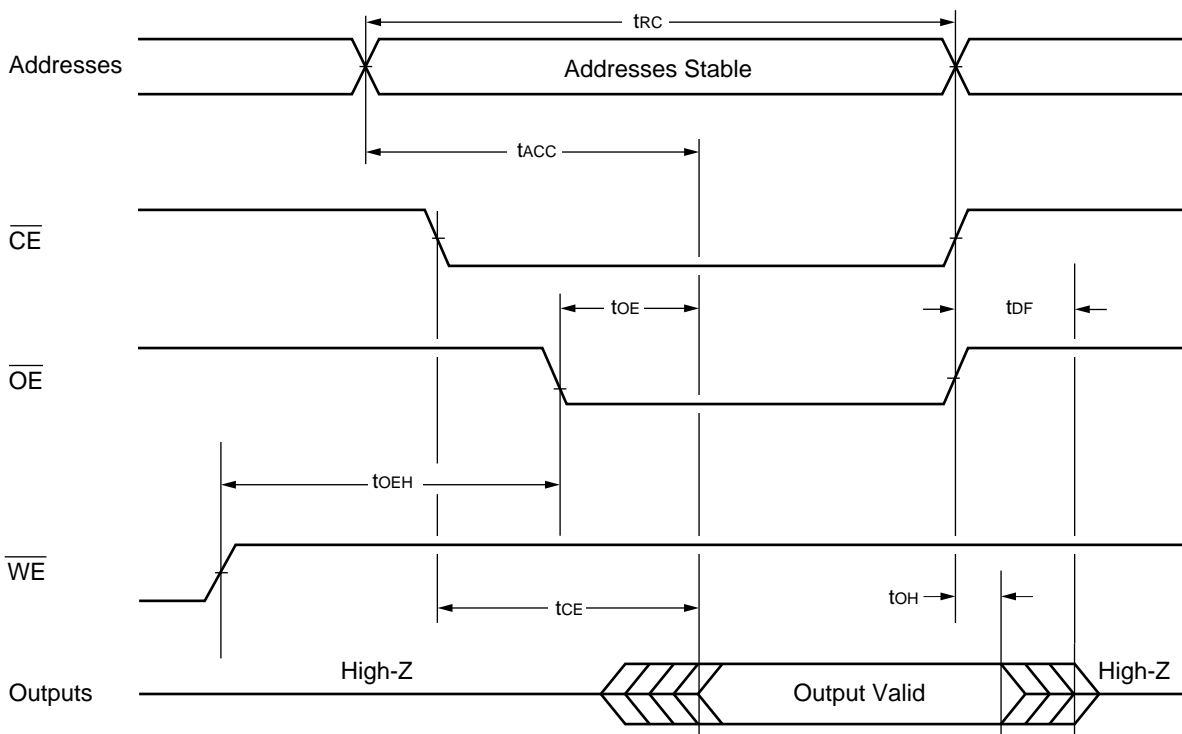 tRC
Addresses
Addresses Stable
tACC
CE
tOE
tDF
OE
tOEH
WE
tCE
tOH
High-Z
High-Z
Outputs
Output Valid